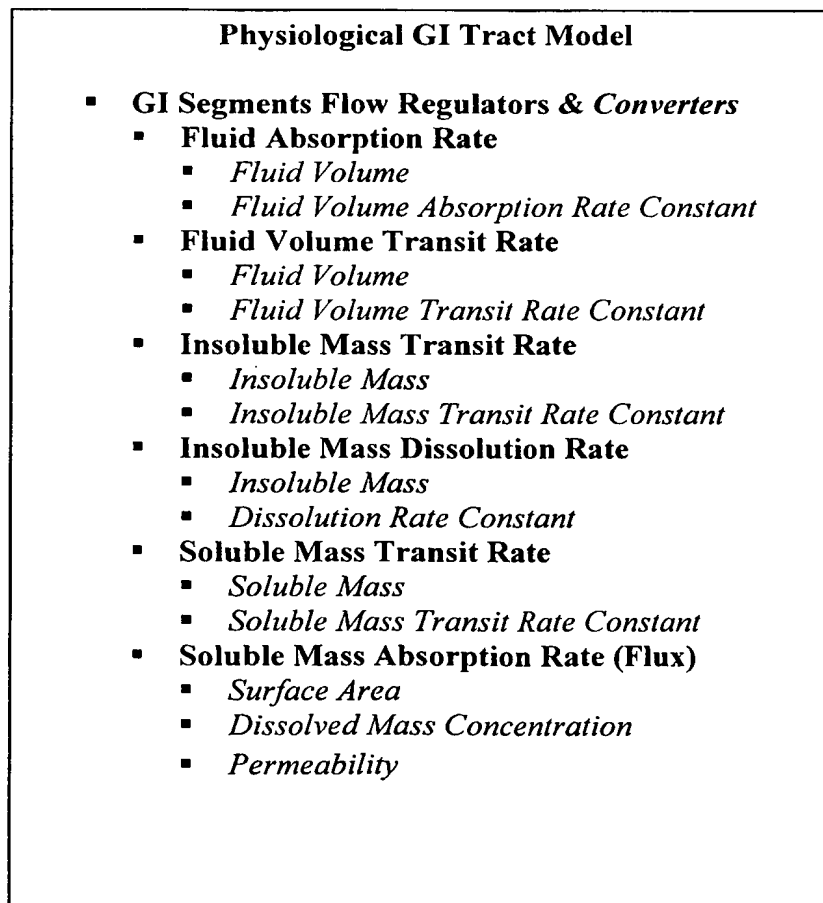 Physiological GI Tract Model
▪ GI Segments Flow Regulators & Converters
▪ Fluid Absorption Rate
▪ Fluid Volume
▪ Fluid Volume Absorption Rate Constant
▪ Fluid Volume Transit Rate
▪ Fluid Volume
▪ Fluid Volume Transit Rate Constant
▪ Insoluble Mass Transit Rate
▪ Insoluble Mass
▪ Insoluble Mass Transit Rate Constant
▪ Insoluble Mass Dissolution Rate
▪ Insoluble Mass
▪ Dissolution Rate Constant
▪ Soluble Mass Transit Rate
▪ Soluble Mass
▪ Soluble Mass Transit Rate Constant
▪ Soluble Mass Absorption Rate (Flux)
▪ Surface Area
▪ Dissolved Mass Concentration
▪ Permeability